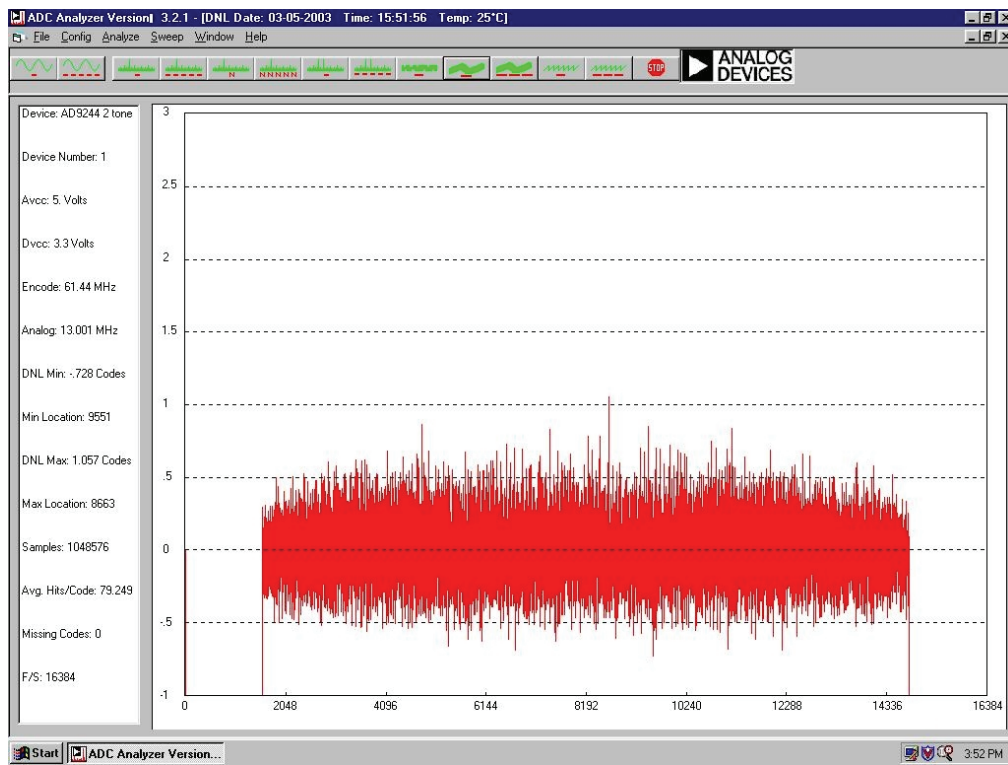 ADC Analyzer Version 3.2.1 - [DNL Date: 03-05-2003 Time: 15:51:56 Temp: 25°C]
File Config Analyze Sweep Window Help
N NNNNN STOP ANALOG
DEVICES
Device: AD9244 2 tone
Device Number: 1
Avcc: 5. Volts
Dvcc: 3.3 Volts
Encode: 61.44 MHz
Analog: 13.001 MHz
DNL Min: -.728 Codes
Min Location: 9551
DNL Max: 1.057 Codes
Max Location: 8663
Samples: 1048576
Avg. Hits/Code: 79.249
Missing Codes: 0
F/S: 16384
3
2.5
2
1.5
1
.5
0
-.5
-1
0 2048 4096 6144 8192 10240 12288 14336 16384
Start ADC Analyzer Version... 3:52 PM